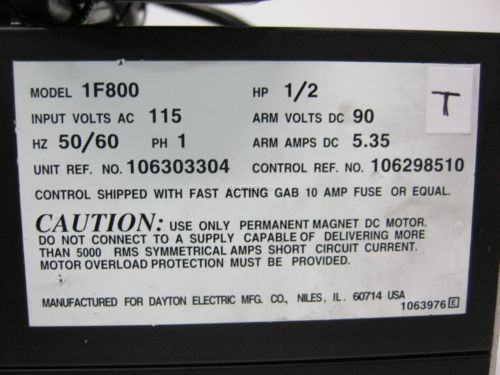 MODEL 1F800 HP 1/2
T
INPUT VOLTS AC 115 ARM VOLTS DC 90
HZ 50/60 PH 1 ARM AMPS DC 5.35
UNIT REF. NO. 106303304 CONTROL REF. NO. 106298510
CONTROL SHIPPED WITH FAST ACTING GAB 10 AMP FUSE OR EQUAL.
CAUTION: USE ONLY PERMANENT MAGNET DC MOTOR.
DO NOT CONNECT TO A SUPPLY CAPABLE OF DELIVERING MORE
THAN 5000 RMS SYMMETRICAL AMPS SHORT CIRCUIT CURRENT.
MOTOR OVERLOAD PROTECTION MUST BE PROVIDED.
MANUFACTURED FOR DAYTON ELECTRIC MFG. CO., NILES, IL. 60714 USA
1063976 E